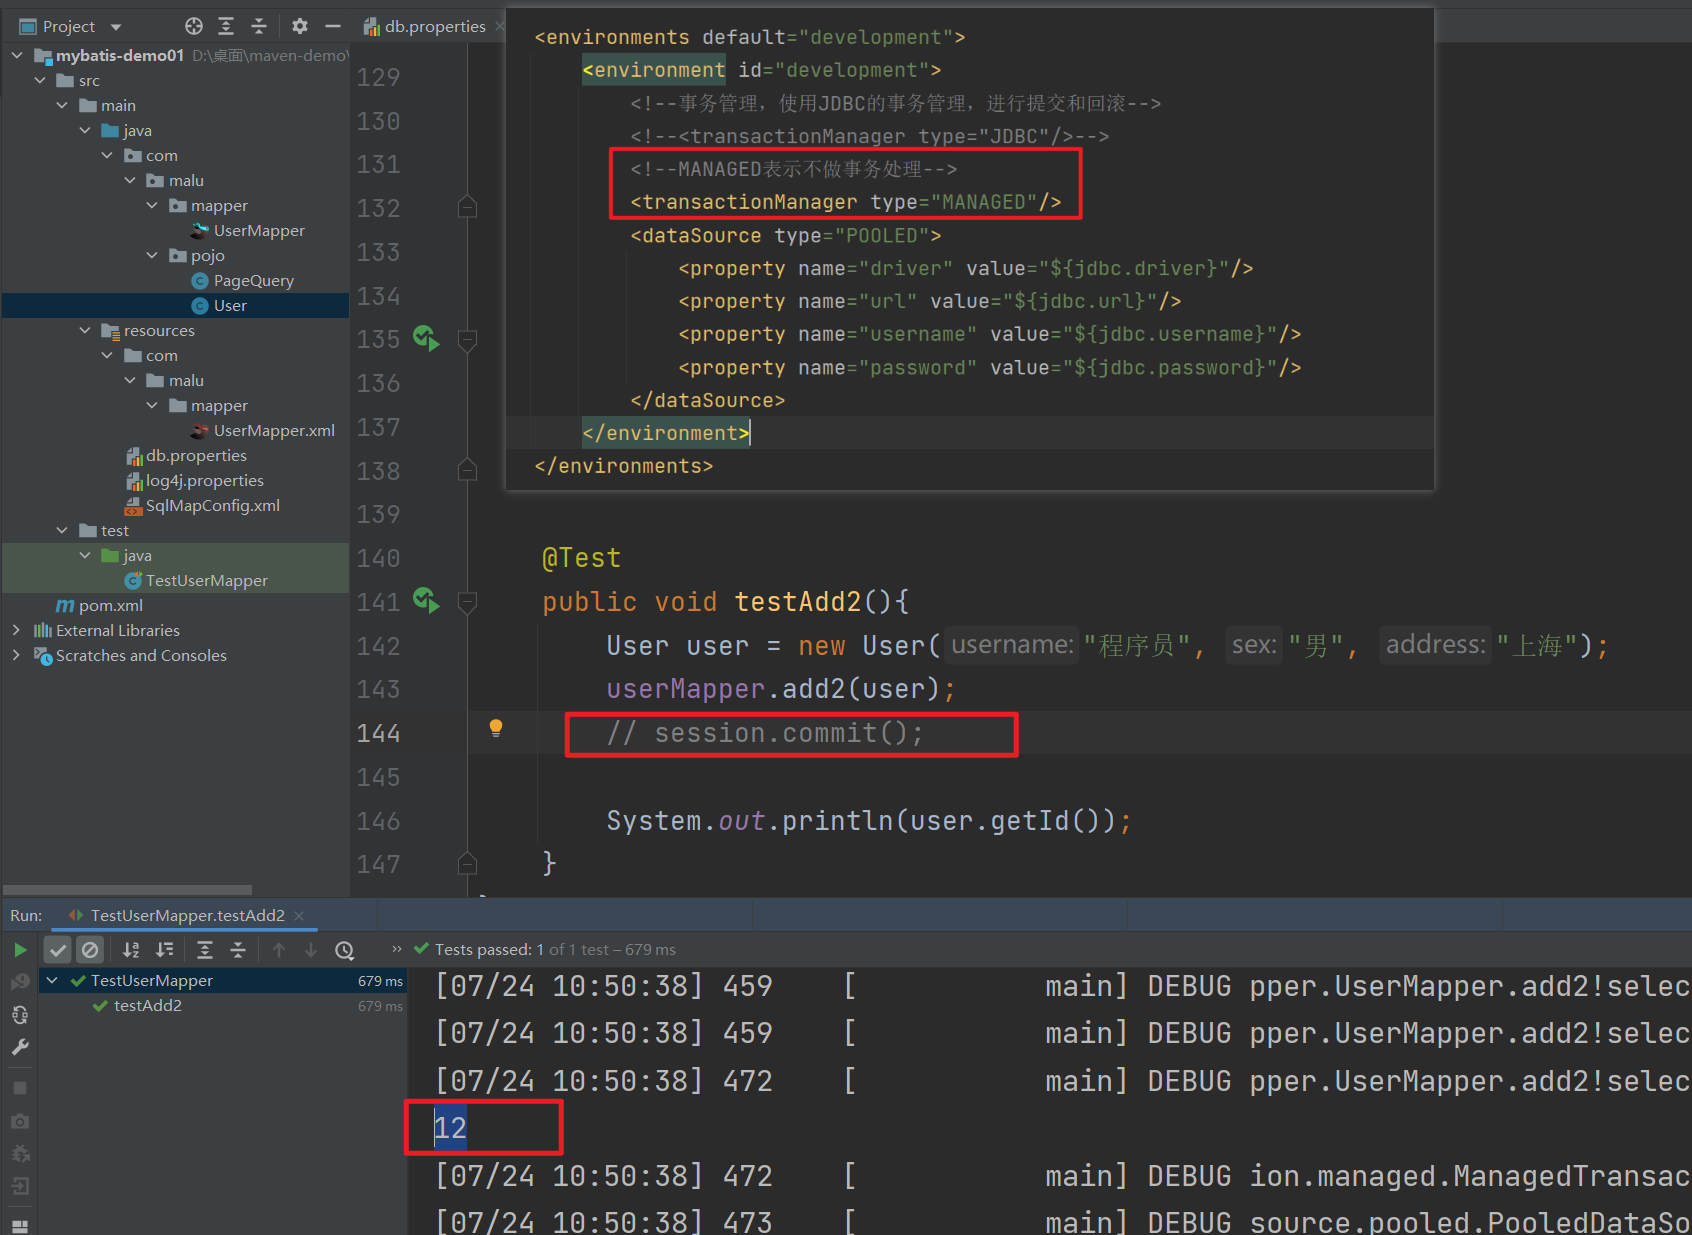 Project
db.properties
mybatis-demo01 D:\桌面\maven-demo\
src
main
java
com
malu
mapper
UserMapper
pojo
PageQuery
User
resources
com
malu
mapper
UserMapper.xml
db.properties
log4j.properties
SqlMapConfig.xml
test
java
TestUserMapper
pom.xml
External Libraries
Scratches and Consoles
<environments default="development">
<environment id="development">
<!--事务管理，使用JDBC的事务管理，进行提交和回滚-->
<!--<transactionManager type="JDBC"/>-->
<!--MANAGED表示不做事务处理-->
<transactionManager type="MANAGED"/>
<dataSource type="POOLED">
<property name="driver" value="${jdbc.driver}"/>
<property name="url" value="${jdbc.url}"/>
<property name="username" value="${jdbc.username}"/>
<property name="password" value="${jdbc.password}"/>
</dataSource>
</environment>
</environments>
129
130
131
132
133
134
135
136
137
138
139
140 @Test
141 public void testAdd2(){
142 User user = new User( username: "程序员", sex: "男", address: "上海");
143 userMapper.add2(user);
144 // session.commit();
145
146 System.out.println(user.getId());
147 }
Run: TestUserMapper.testAdd2
Tests passed: 1 of 1 test – 679 ms
TestUserMapper 679 ms
testAdd2 679 ms
[07/24 10:50:38] 459 [ main] DEBUG pper.UserMapper.add2!selec
[07/24 10:50:38] 459 [ main] DEBUG pper.UserMapper.add2!selec
[07/24 10:50:38] 472 [ main] DEBUG pper.UserMapper.add2!selec
12
[07/24 10:50:38] 472 [ main] DEBUG ion.managed.ManagedTransac
[07/24 10:50:38] 473 [ main] DEBUG source.pooled.PooledDataSo